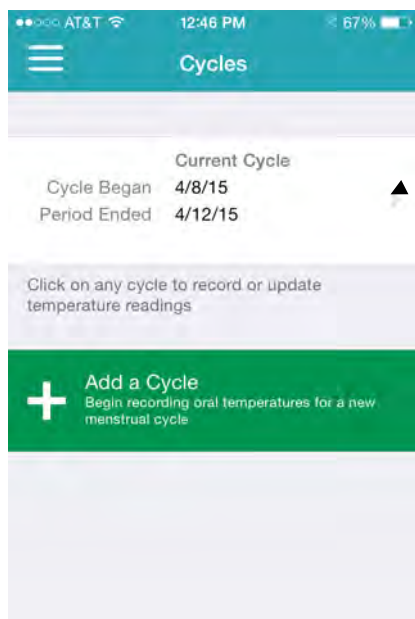 AT&T 12:46 PM 67%
Cycles
Current Cycle
Cycle Began 4/8/15
Period Ended 4/12/15
Click on any cycle to record or update
temperature readings
Add a Cycle
Begin recording oral temperatures for a new
menstrual cycle